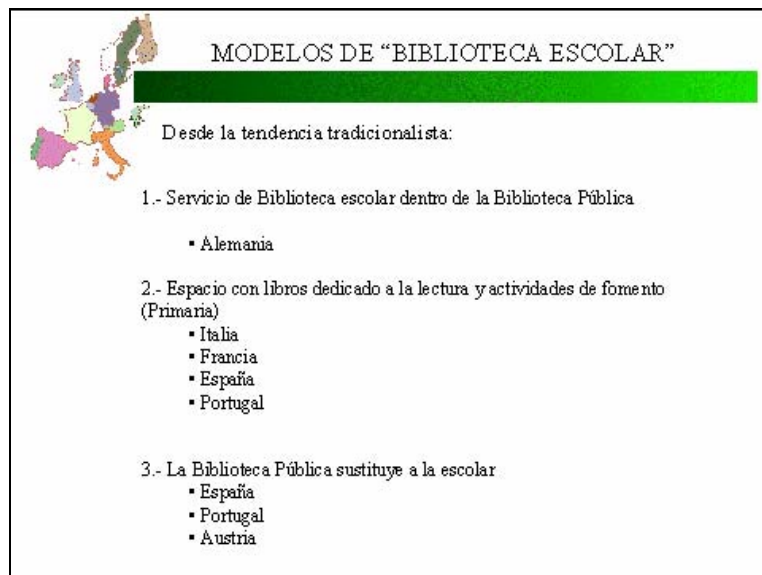 MODELOS DE “BIBLIOTECA ESCOLAR”
Desde la tendencia tradicionalista:
1.- Servicio de Biblioteca escolar dentro de la Biblioteca Pública
▪ Alemania
2.- Espacio con libros dedicado a la lectura y actividades de fomento
(Primaria)
▪ Italia
▪ Francia
▪ España
▪ Portugal
3.- La Biblioteca Pública sustituye a la escolar
▪ España
▪ Portugal
▪ Austria